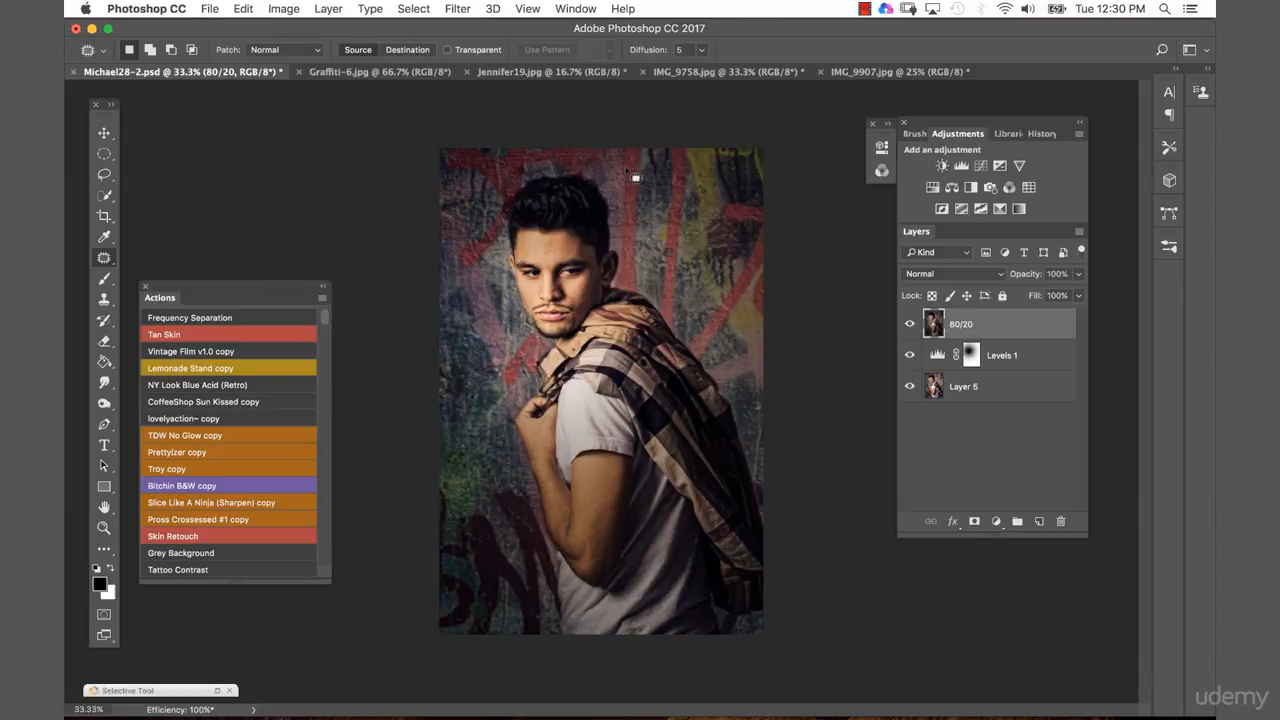 Photoshop CC File Edit Image Layer Type Select Filter 3D View Window Help Tue 12:30 PM
Adobe Photoshop CC 2017
Patch: Normal Source Destination Transparent Use Pattern Diffusion: 5
Michael28-2.psd @ 33.3% (80/20, RGB/8*) * Graffiti-6.jpg @ 66.7% (RGB/8*) Jennifer19.jpg @ 16.7% (RGB/8) * IMG_9758.jpg @ 33.3% (RGB/8*) * IMG_9907.jpg @ 25% (RGB/8*) *
Brush Adjustments Librari History
Add an adjustment
Layers
Kind
Normal Opacity: 100%
Lock: Fill: 100%
80/20
Levels 1
Layer 5
fx
Actions
Frequency Separation
Tan Skin
Vintage Film v1.0 copy
Lemonade Stand copy
NY Look Blue Acid (Retro)
CoffeeShop Sun Kissed copy
lovelyaction~ copy
TDW No Glow copy
Prettyizer copy
Troy copy
Bitchin B&W copy
Slice Like A Ninja (Sharpen) copy
Pross Crossessed #1 copy
Skin Retouch
Grey Background
Tattoo Contrast
Selective Tool
33.33% Efficiency: 100%*
udemy